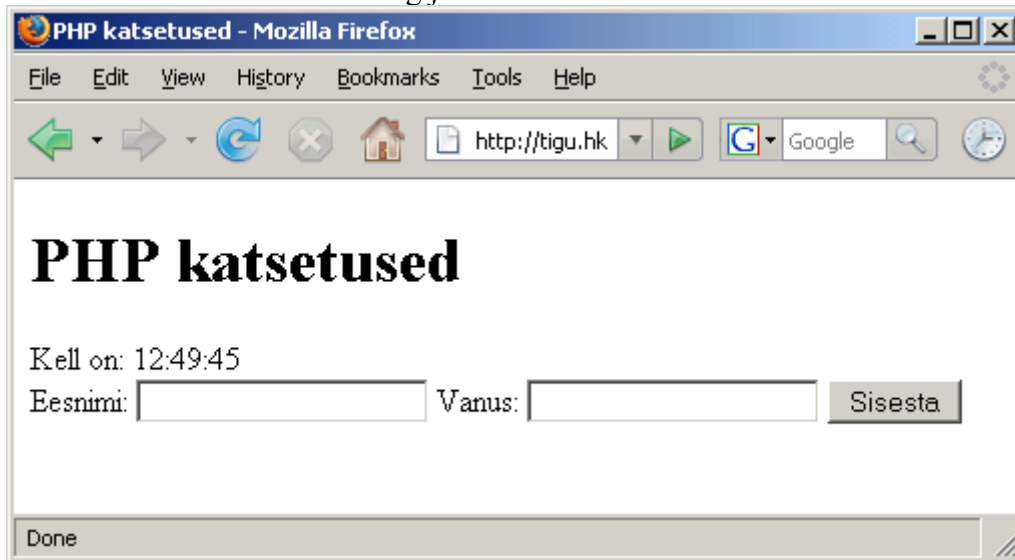 PHP katsetused - Mozilla Firefox
File Edit View History Bookmarks Tools Help
http://tigu.hk G Google
PHP katsetused
Kell on: 12:49:45
Eesnimi: Vanus: Sisesta
Done